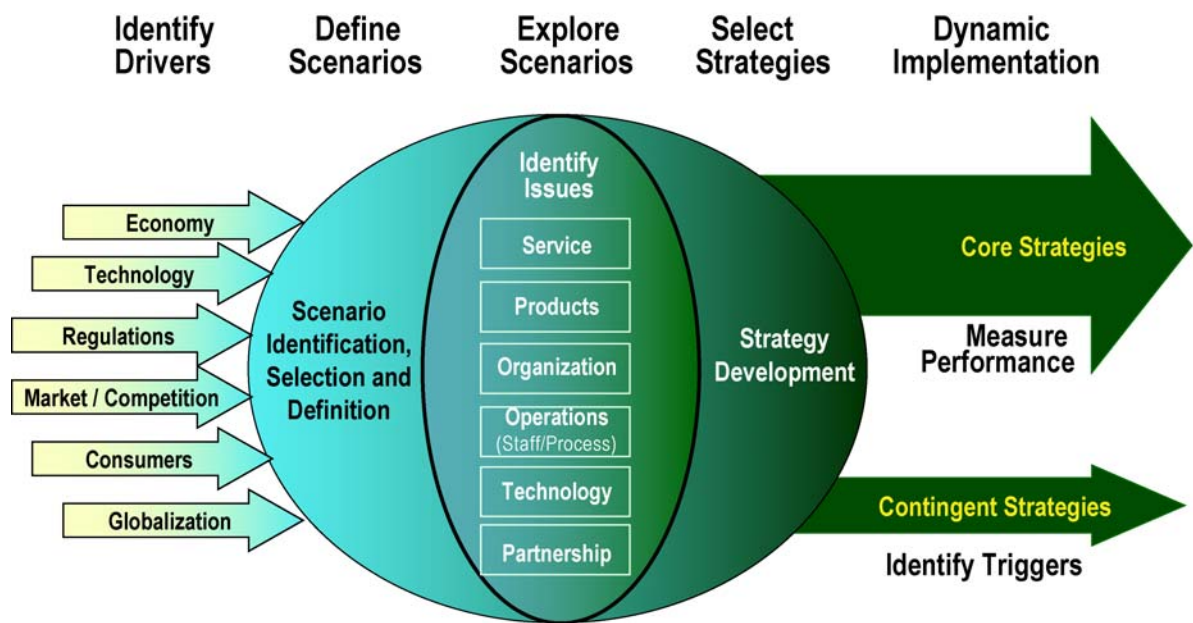 Identify
Drivers
Define
Scenarios
Explore
Scenarios
Select
Strategies
Dynamic
Implementation
Economy
Technology
Regulations
Market / Competition
Consumers
Globalization
Scenario
Identification,
Selection and
Definition
Identify
Issues
Service
Products
Organization
Operations
(Staff/Process)
Technology
Partnership
Strategy
Development
Core Strategies
Measure
Performance
Contingent Strategies
Identify Triggers